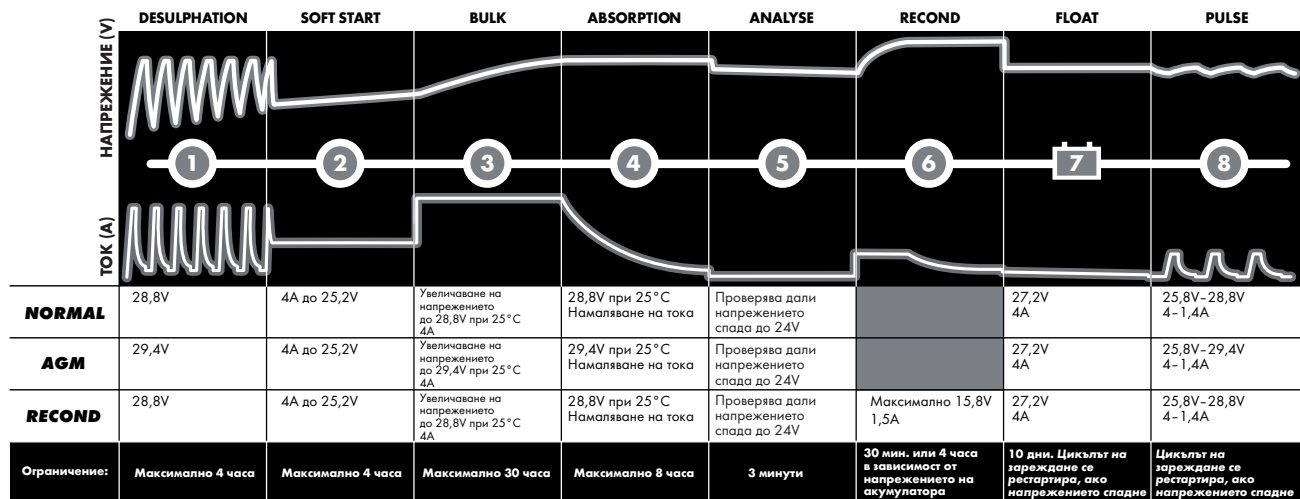 DESULPHATION SOFT START BULK ABSORPTION ANALYSE RECOND FLOAT PULSE
НАПРЕЖЕНИЕ (V)
1 2 3 4 5 6 7 8
ТОК (A)
NORMAL
28,8V
4A до 25,2V
Увеличаване на
напрежението
до 28,8V при 25°C
4A
28,8V при 25°C
Намаляване на тока
Проверява дали
напрежението
спада до 24V
27,2V
4A
25,8V–28,8V
4–1,4A
AGM
29,4V
4A до 25,2V
Увеличаване на
напрежението
до 29,4V при 25°C
4A
29,4V при 25°C
Намаляване на тока
Проверява дали
напрежението
спада до 24V
27,2V
4A
25,8V–29,4V
4–1,4A
RECOND
28,8V
4A до 25,2V
Увеличаване на
напрежението
до 28,8V при 25°C
4A
28,8V при 25°C
Намаляване на тока
Проверява дали
напрежението
спада до 24V
Максимално 15,8V
1,5A
27,2V
4A
25,8V–28,8V
4–1,4A
Ограничение:
Максимално 4 часа
Максимално 4 часа
Максимално 30 часа
Максимално 8 часа
3 минути
30 мин. или 4 часа
в зависимост от
напрежението на
акумулатора
10 дни. Цикълът на
зареждане се
рестартира, ако
напрежението спадне
Цикълът на
зареждане се
рестартира, ако
напрежението спадне